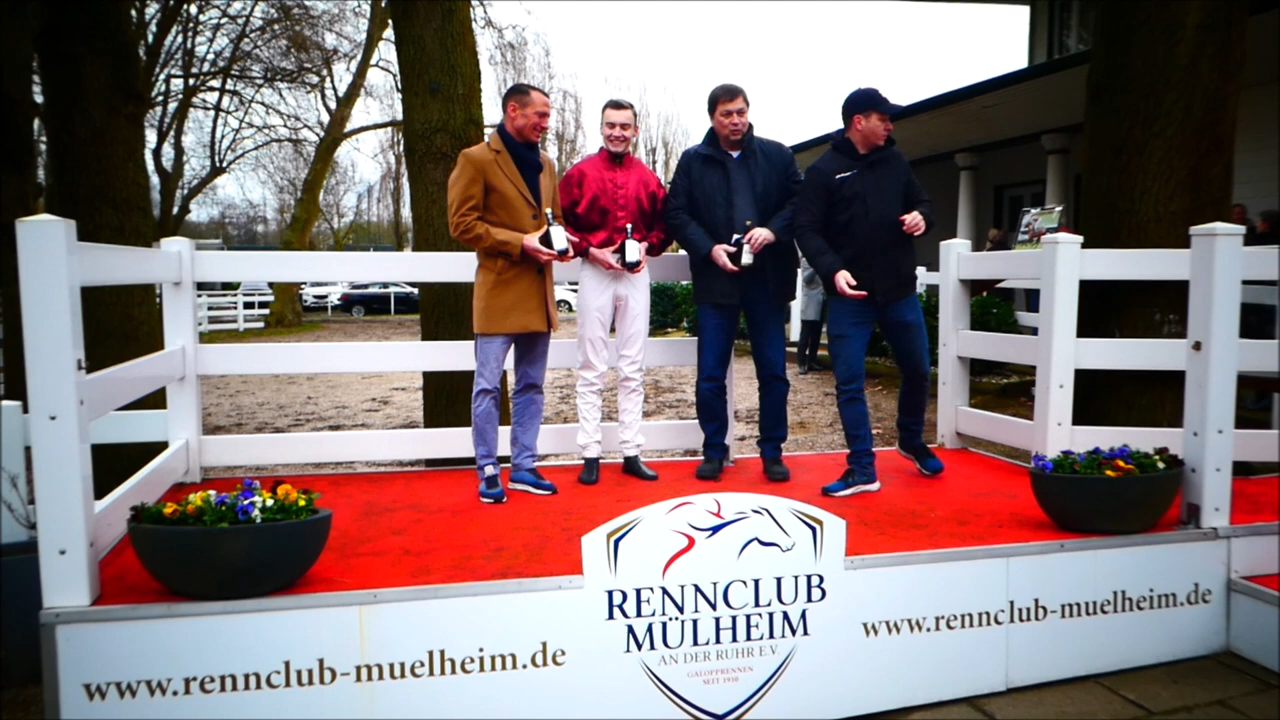 www.rennclub-muelheim.de
RENNCLUB
MÜLHEIM
AN DER RUHR E.V.
GALOPPRENNEN
SEIT 1910
www.rennclub-muelheim.de